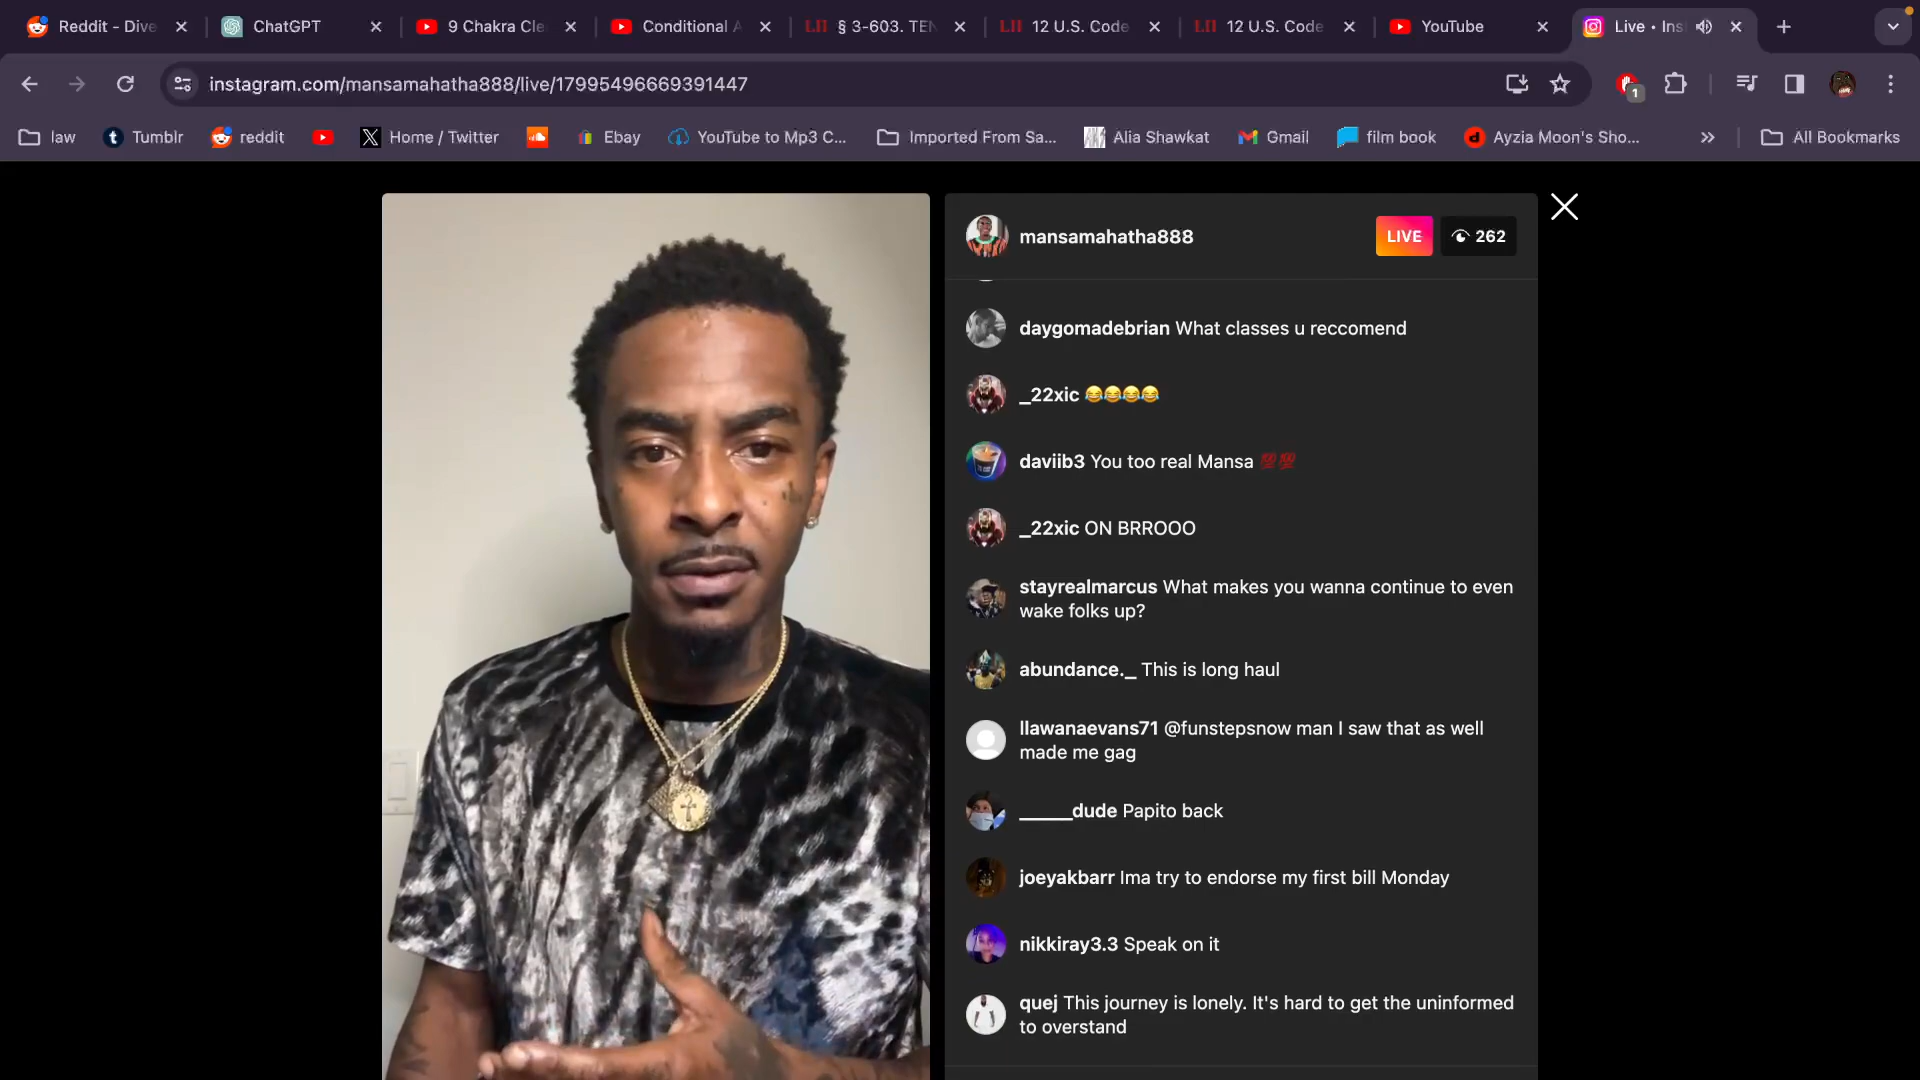 Reddit - Dive
ChatGPT
9 Chakra Cle
Conditional A
LII § 3-603. TEN
LII 12 U.S. Code
LII 12 U.S. Code
YouTube
Live • Ins
instagram.com/mansamahatha888/live/17995496669391447
1
law
Tumblr
reddit
Home / Twitter
Ebay
YouTube to Mp3 C...
Imported From Sa...
Alia Shawkat
Gmail
film book
Ayzia Moon's Sho...
All Bookmarks
mansamahatha888
LIVE
262
daygomadebrian What classes u reccomend
_22xic 😂😂😂😂
daviib3 You too real Mansa 💯💯
_22xic ON BRROOO
stayrealmarcus What makes you wanna continue to even
wake folks up?
abundance._ This is long haul
llawanaevans71 @funstepsnow man I saw that as well
made me gag
______dude Papito back
joeyakbarr Ima try to endorse my first bill Monday
nikkiray3.3 Speak on it
quej This journey is lonely. It's hard to get the uninformed
to overstand